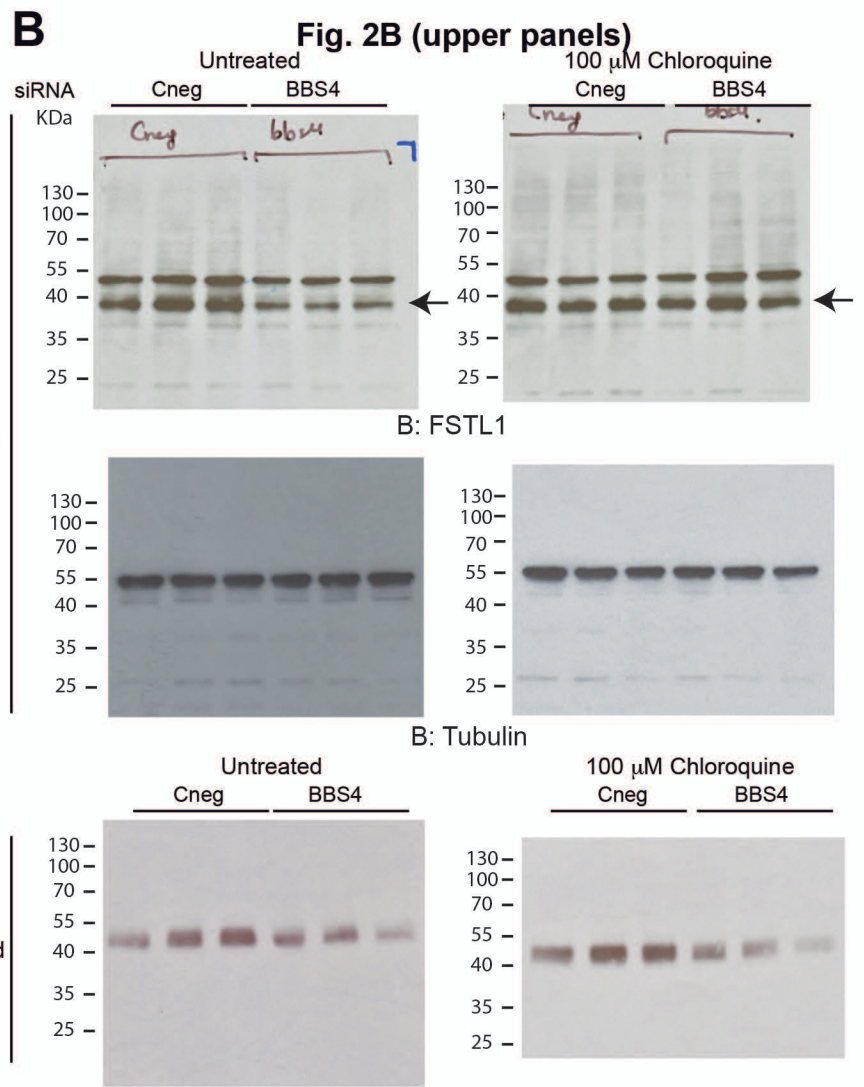 B
Fig. 2B (upper panels)
Untreated
100 μM Chloroquine
siRNA
Cneg
BBS4
Cneg
BBS4
KDa
Cneg
bbs4
Cneg
bbs4.
130
100
70
55
40
35
25
130
100
70
55
40
35
25
B: FSTL1
130
100
70
55
40
35
25
130
100
70
55
40
35
25
B: Tubulin
Untreated
100 μM Chloroquine
Cneg
BBS4
Cneg
BBS4
130
100
70
55
40
35
25
130
100
70
55
40
35
25
d